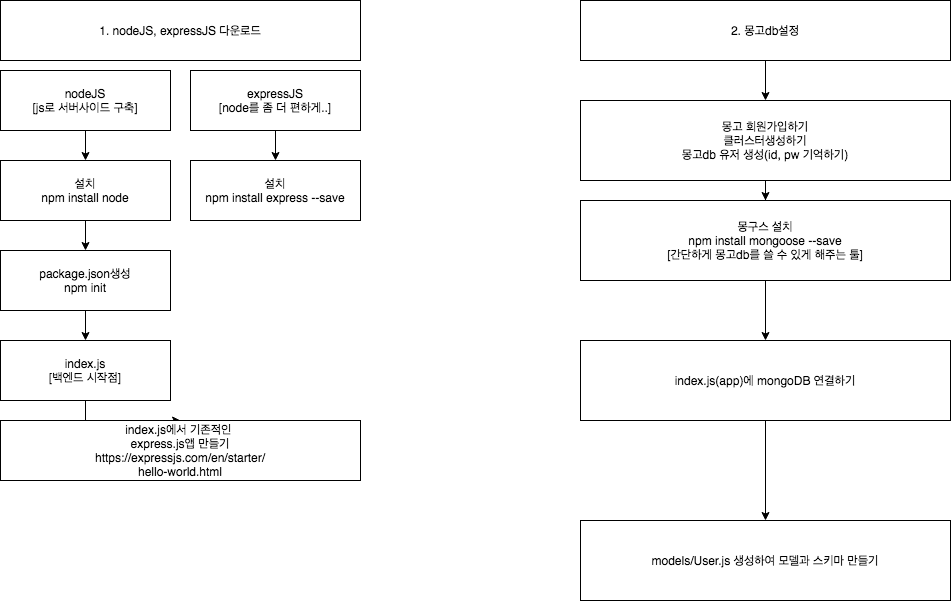 1. nodeJS, expressJS 다운로드
nodeJS
[js로 서버사이드 구축]
expressJS
[node를 좀 더 편하게..]
설치
npm install node
설치
npm install express --save
package.json생성
npm init
index.js
[백엔드 시작점]
index.js에서 기존적인
express.js앱 만들기
https://expressjs.com/en/starter/
hello-world.html
2. 몽고db설정
몽고 회원가입하기
클러스터생성하기
몽고db 유저 생성(id, pw 기억하기)
몽구스 설치
npm install mongoose --save
[간단하게 몽고db를 쓸 수 있게 해주는 툴]
index.js(app)에 mongoDB 연결하기
models/User.js 생성하여 모델과 스키마 만들기